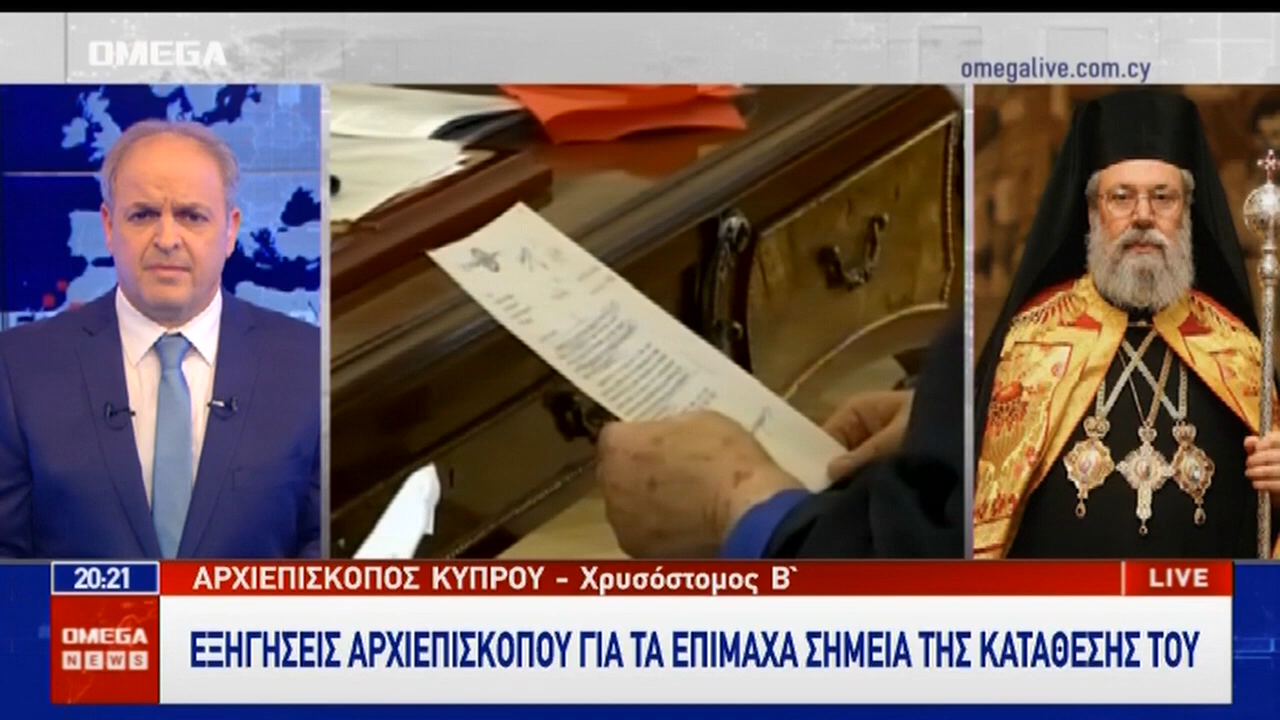 OMEGA
omegalive.com.cy
20:21
ΑΡΧΙΕΠΙΣΚΟΠΟΣ ΚΥΠΡΟΥ - Χρυσόστομος Β`
LIVE
OMEGA
NEWS
ΕΞΗΓΗΣΕΙΣ ΑΡΧΙΕΠΙΣΚΟΠΟΥ ΓΙΑ ΤΑ ΕΠΙΜΑΧΑ ΣΗΜΕΙΑ ΤΗΣ ΚΑΤΑΘΕΣΗΣ ΤΟΥ